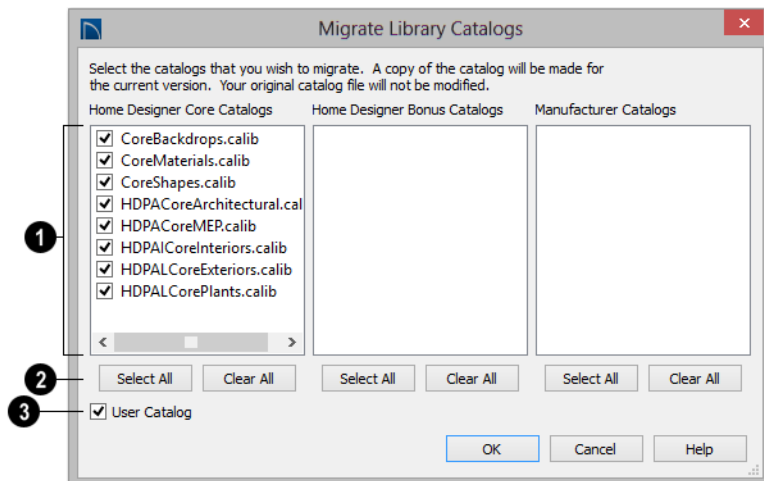 Migrate Library Catalogs
Select the catalogs that you wish to migrate. A copy of the catalog will be made for
the current version. Your original catalog file will not be modified.
Home Designer Core Catalogs Home Designer Bonus Catalogs Manufacturer Catalogs
CoreBackdrops.calib
CoreMaterials.calib
CoreShapes.calib
HDPACoreArchitectural.cal
HDPACoreMEP.calib
HDPAICoreInteriors.calib
HDPALCoreExteriors.calib
HDPALCorePlants.calib
1
Select All Clear All Select All Clear All Select All Clear All
2
User Catalog
3
OK Cancel Help